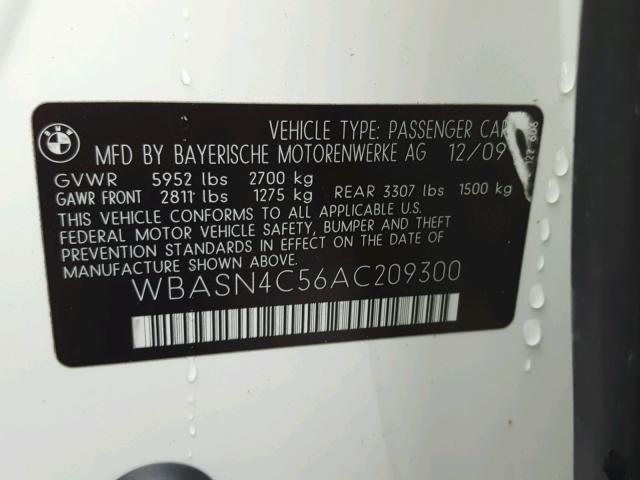 BMW
VEHICLE TYPE: PASSENGER CAR
MFD BY BAYERISCHE MOTORENWERKE AG 12/09
GVWR 5952 lbs 2700 kg
GAWR FRONT 2811 lbs 1275 kg REAR 3307 lbs 1500 kg
THIS VEHICLE CONFORMS TO ALL APPLICABLE U.S.
FEDERAL MOTOR VEHICLE SAFETY, BUMPER AND THEFT
PREVENTION STANDARDS IN EFFECT ON THE DATE OF
MANUFACTURE SHOWN ABOVE
WBASN4C56AC209300